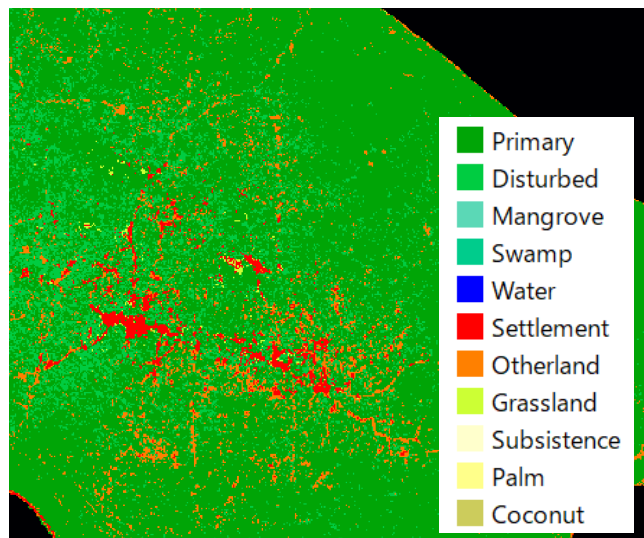 Primary
Disturbed
Mangrove
Swamp
Water
Settlement
Otherland
Grassland
Subsistence
Palm
Coconut